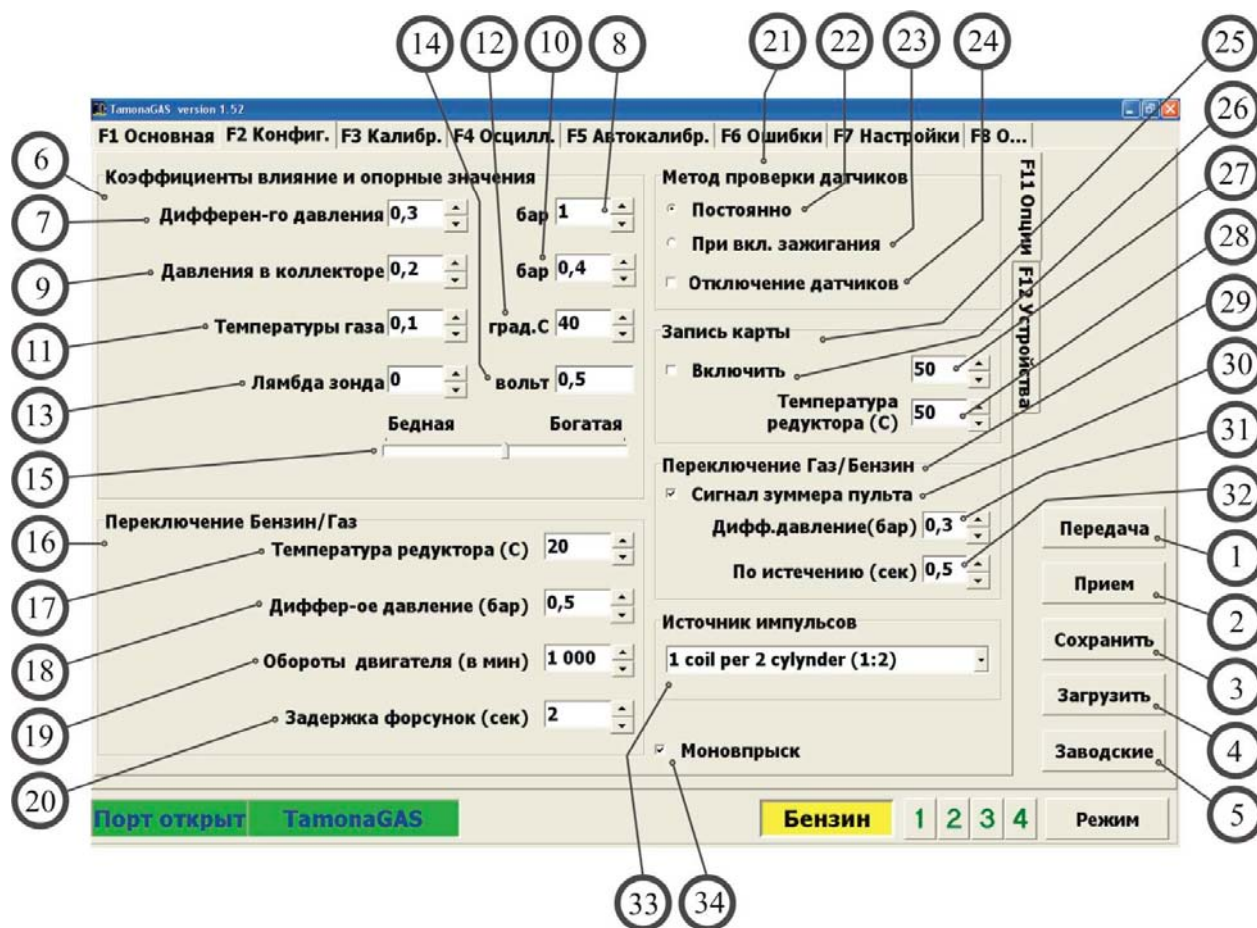 14 12 10 8 21 22 23 24 25
TamonaGAS version 1.52
F1 Основная F2 Конфиг. F3 Калибр. F4 Осцилл. F5 Автокалибр. F6 Ошибки F7 Настройки F8 О...
6
Коэффициенты влияние и опорные значения
7
Дифферен-го давления 0,3 бар 1
9
Давления в коллекторе 0,2 бар 0,4
11
Температуры газа 0,1 град.С 40
13
Лямбда зонда 0 вольт 0,5
Бедная Богатая
15
16
Переключение Бензин/Газ
17
Температура редуктора (С) 20
18
Диффер-ое давление (бар) 0,5
19
Обороты двигателя (в мин) 1 000
20
Задержка форсунок (сек) 2
Метод проверки датчиков
Постоянно
При вкл. зажигания
Отключение датчиков
Запись карты
Включить 50
Температура
редуктора (С) 50
Переключение Газ/Бензин
Сигнал зуммера пульта
Дифф.давление(бар) 0,3
По истечению (сек) 0,5
Источник импульсов
1 coil per 2 cylynder (1:2)
Моновпрыск
F11 Опции
F12 Устройства
26
27
28
29
30
31
32
Передача
1
Прием
2
Сохранить
3
Загрузить
4
Заводские
5
Порт открыт TamonaGAS Бензин 1 2 3 4 Режим
33 34